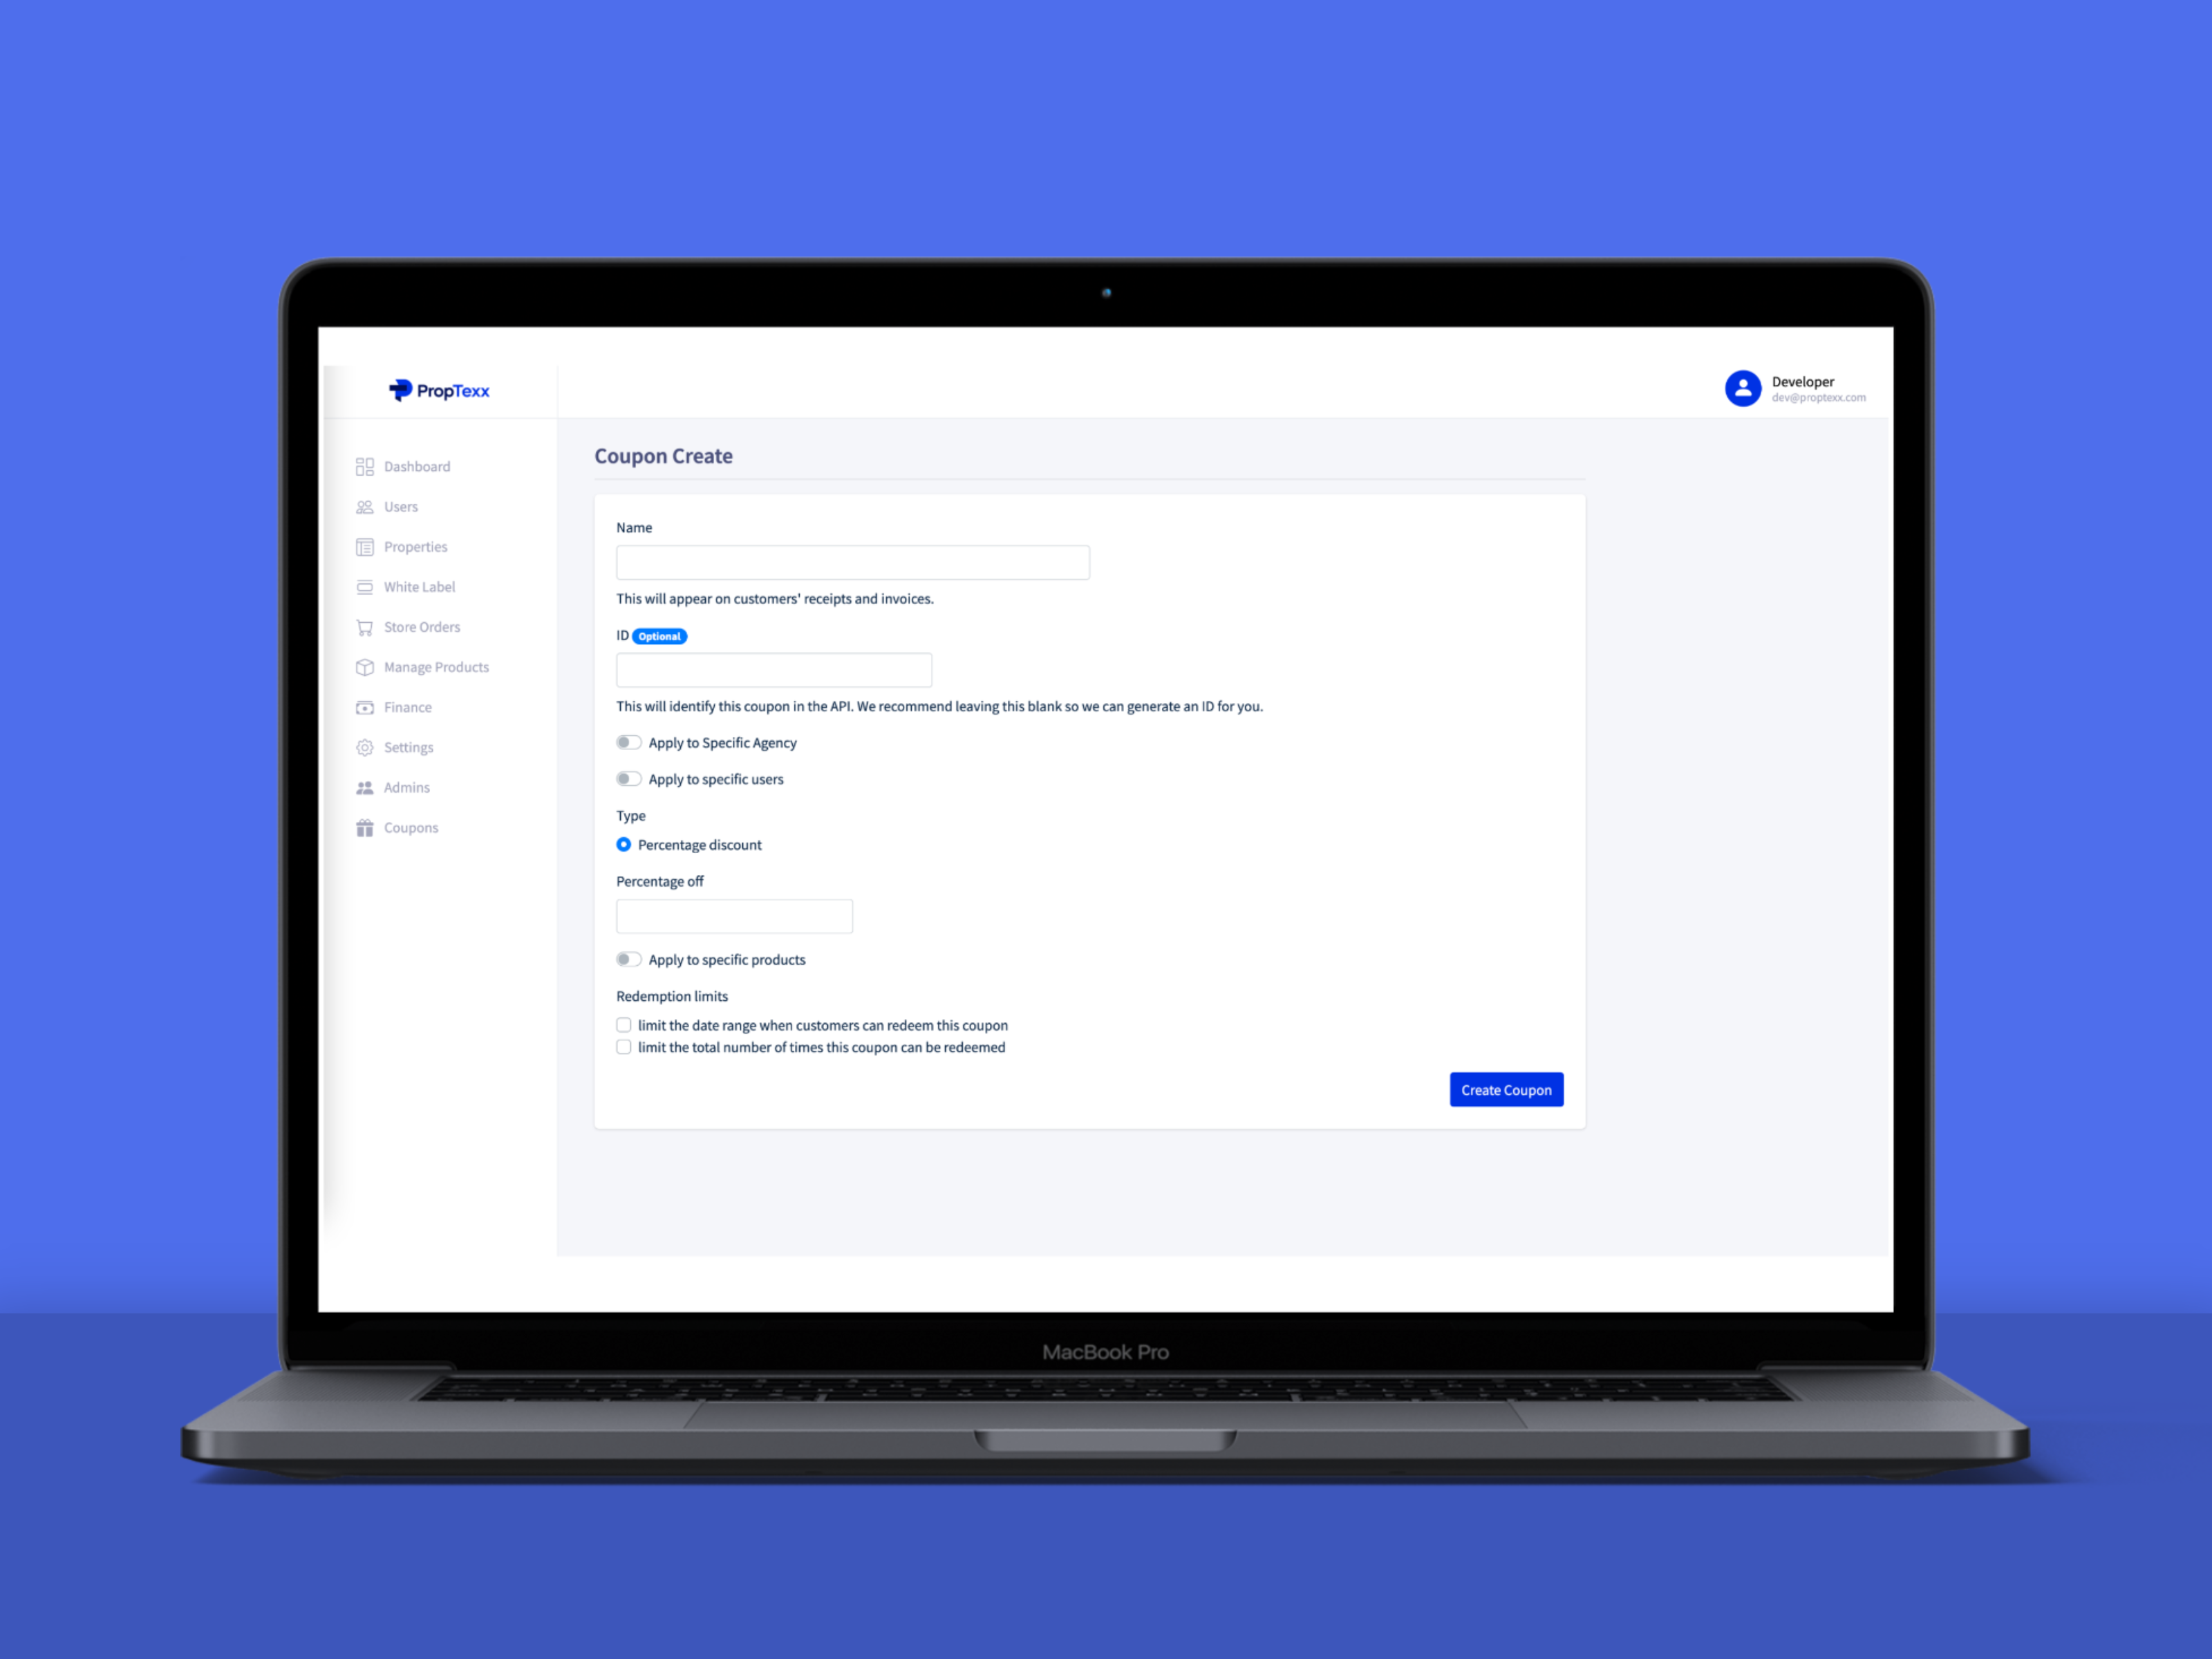 PropTexx
Developer
dev@proptexx.com
Dashboard
Users
Properties
White Label
Store Orders
Manage Products
Finance
Settings
Admins
Coupons
Coupon Create
Name
This will appear on customers' receipts and invoices.
ID Optional
This will identify this coupon in the API. We recommend leaving this blank so we can generate an ID for you.
Apply to Specific Agency
Apply to specific users
Type
Percentage discount
Percentage off
Apply to specific products
Redemption limits
limit the date range when customers can redeem this coupon
limit the total number of times this coupon can be redeemed
Create Coupon
MacBook Pro